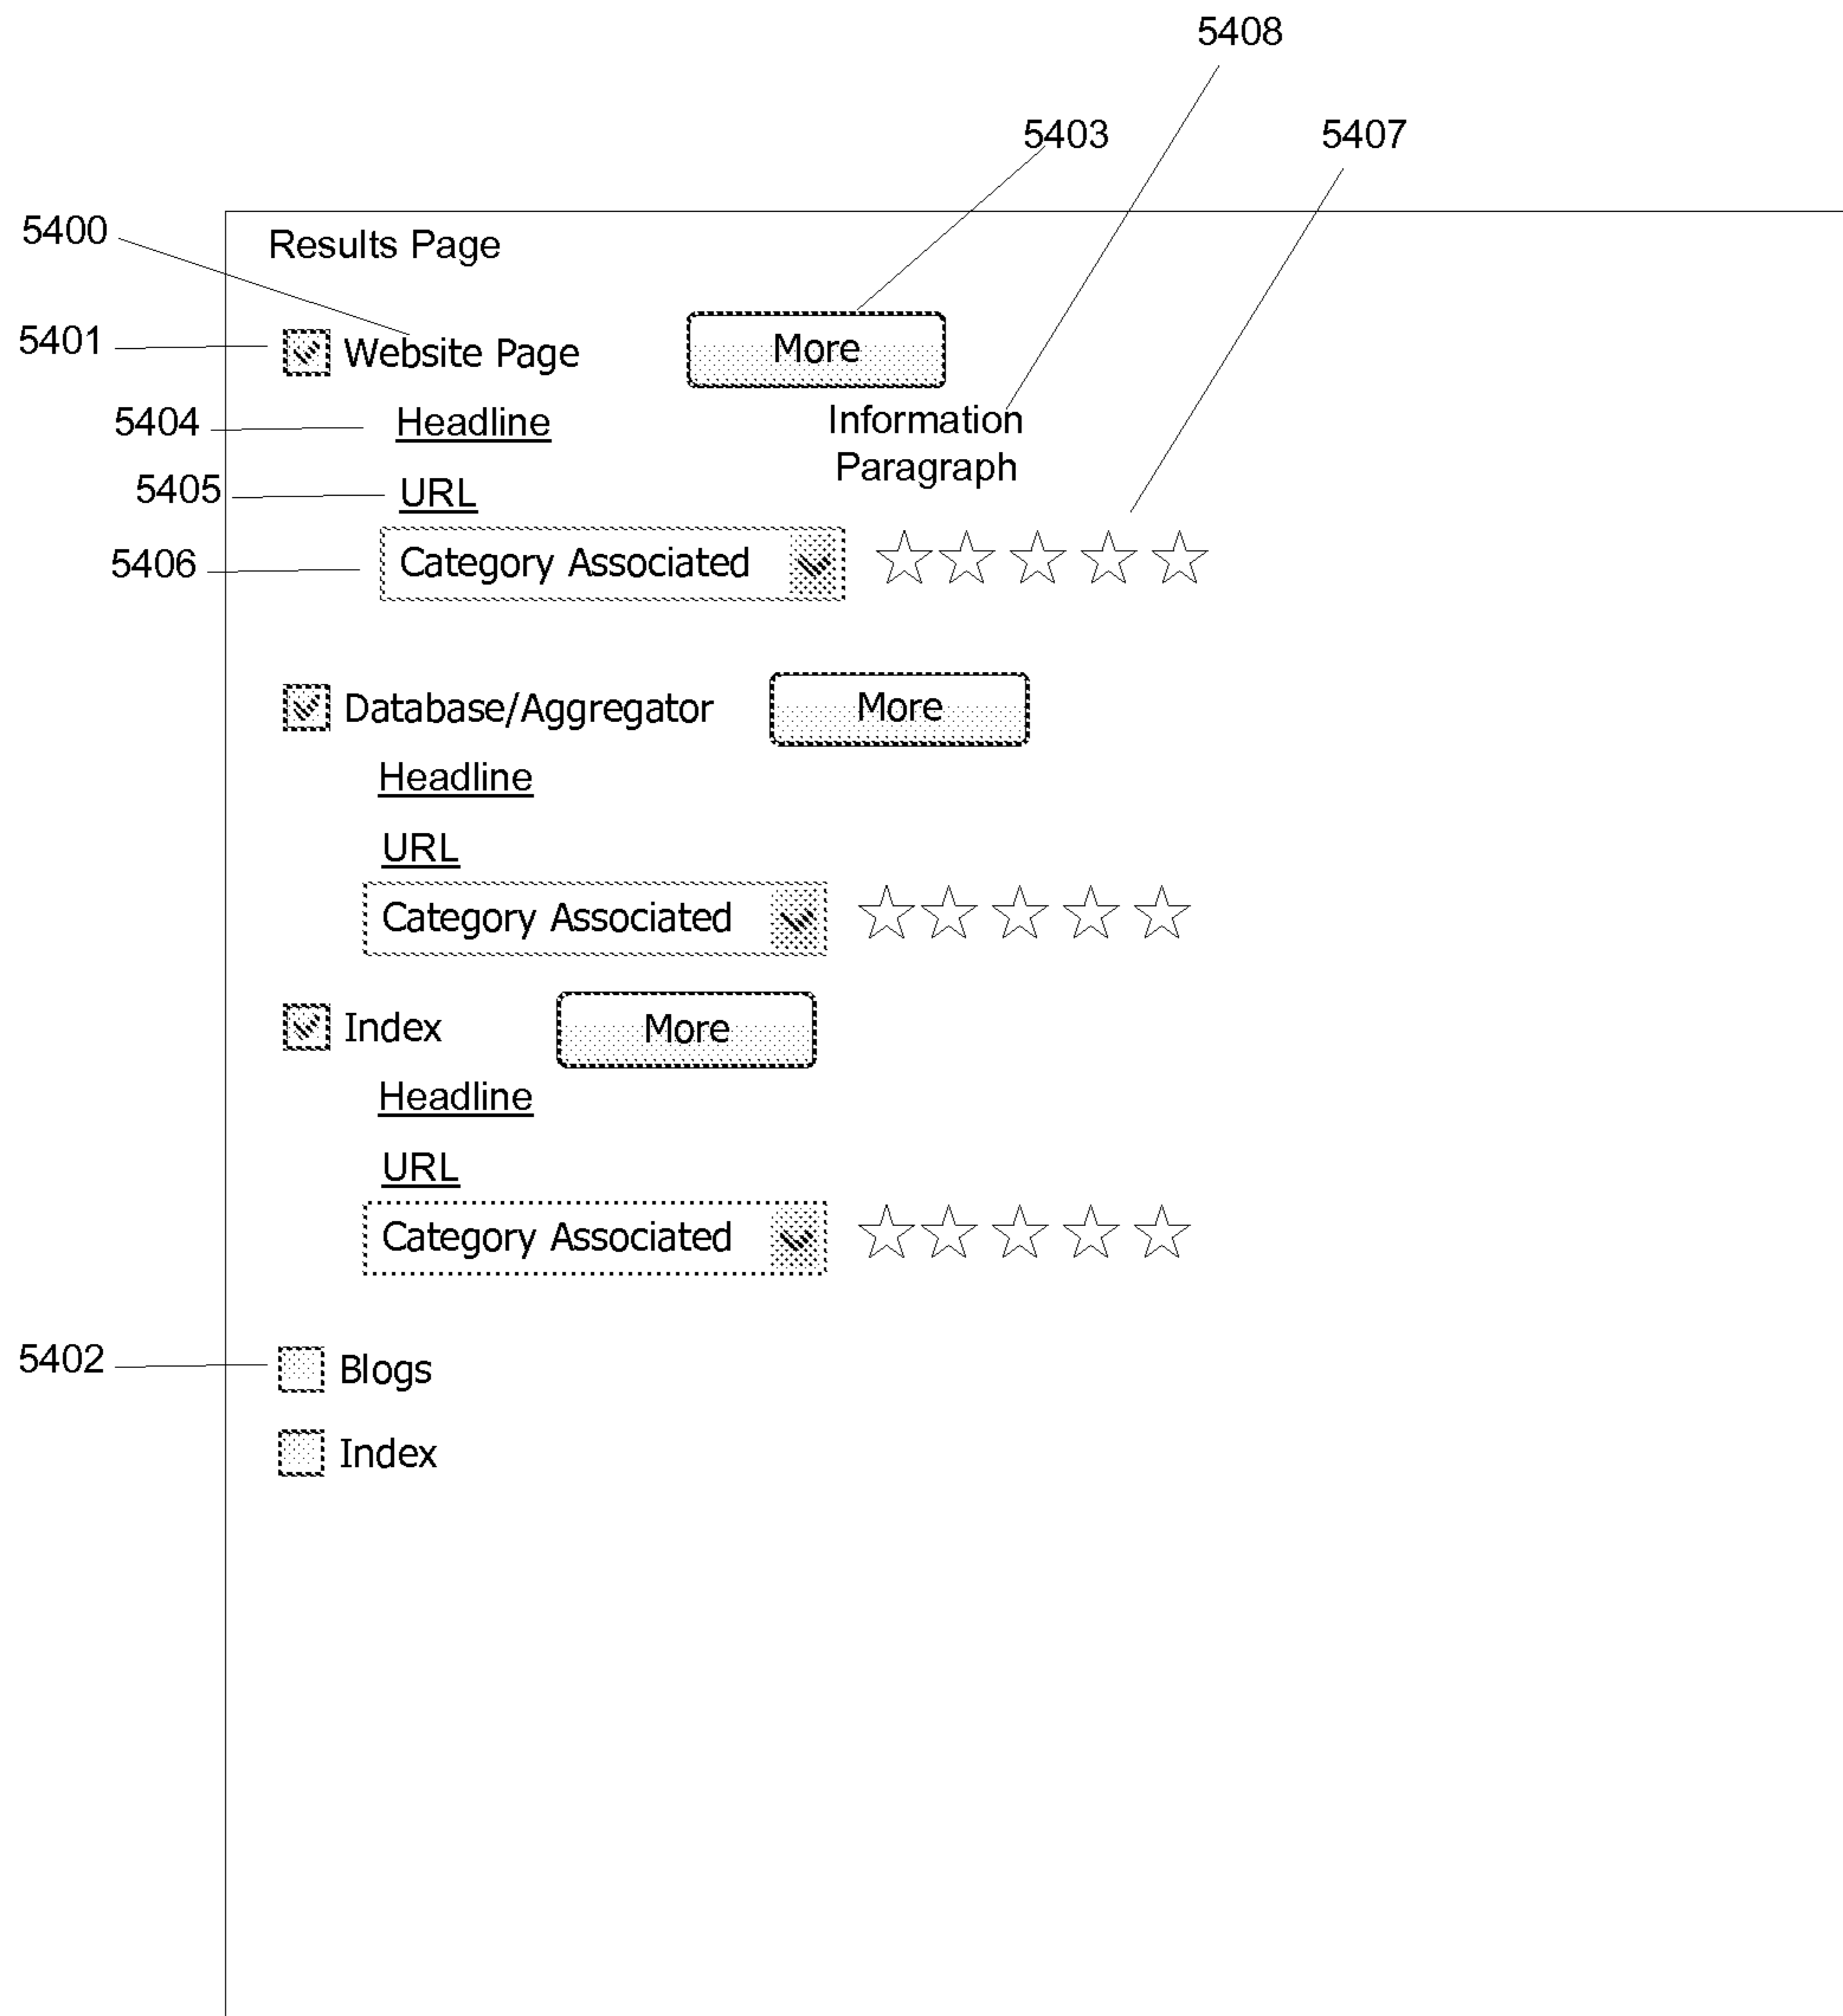 5408
5403 5407
5400 Results Page
5401 Website Page More
5404 Headline Information
Paragraph
5405 URL
5406 Category Associated
Database/Aggregator More
Headline
URL
Category Associated
Index More
Headline
URL
Category Associated
5402 Blogs
Index